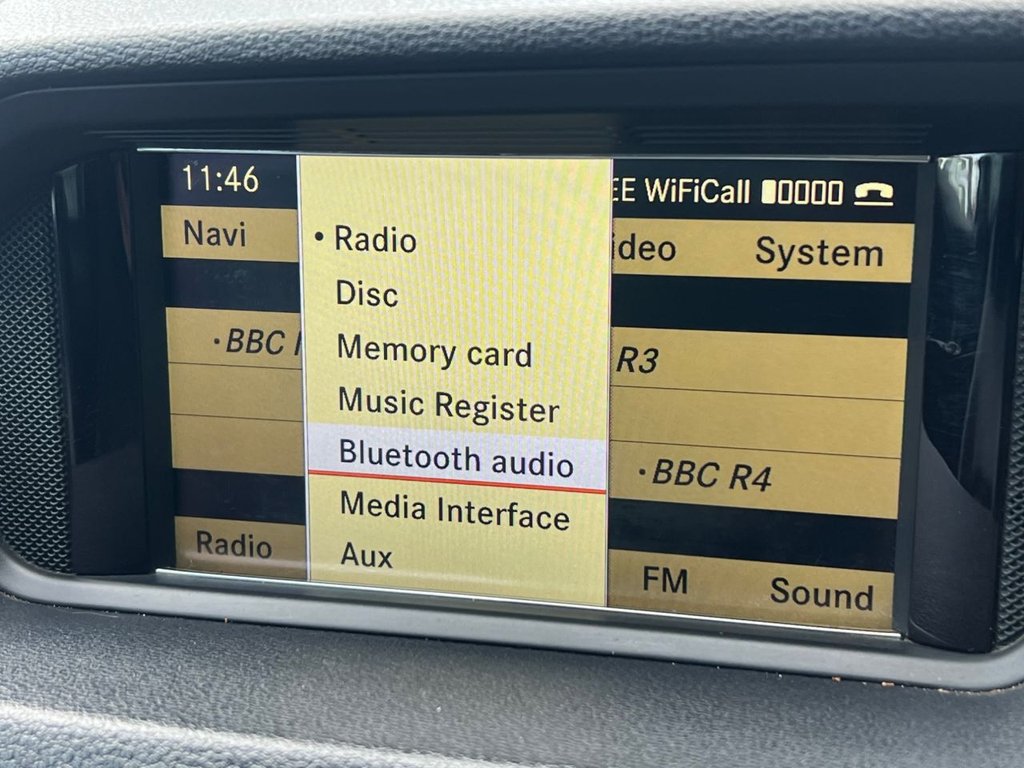 11:46
EE WiFiCall
Navi
ideo
System
• Radio
Disc
Memory card
Music Register
Bluetooth audio
Media Interface
Aux
·BBC
R3
·BBC R4
Radio
FM
Sound